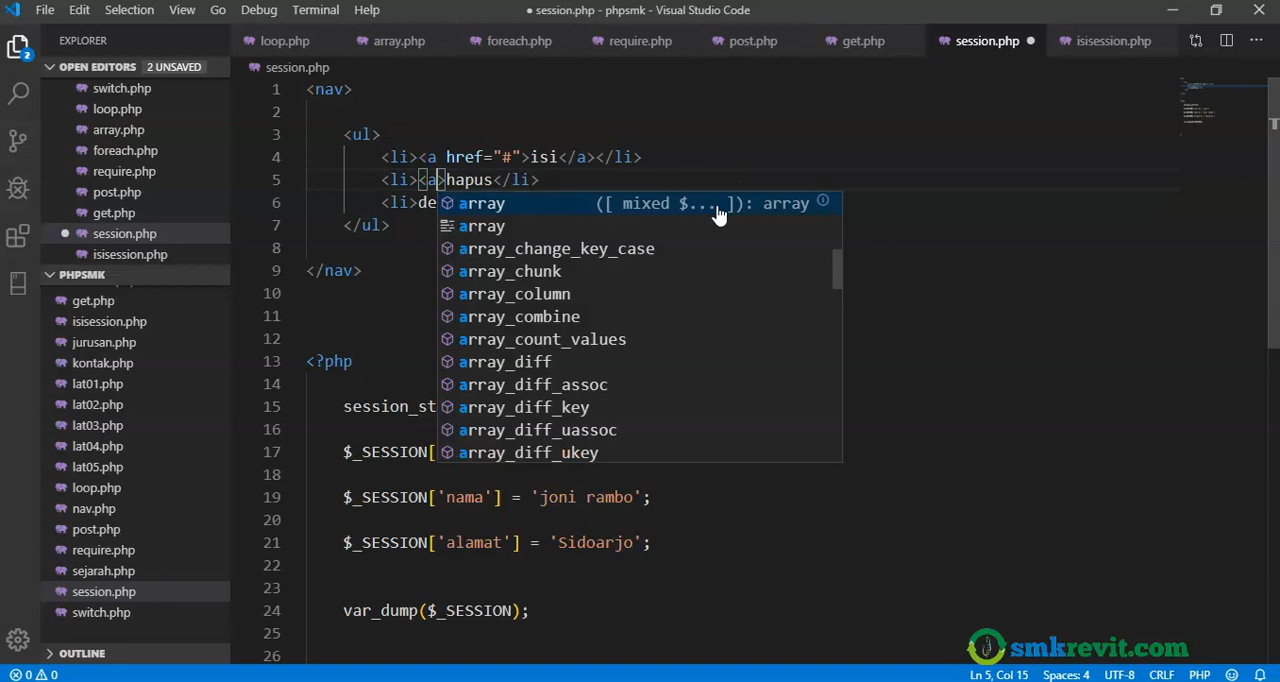 File Edit Selection View Go Debug Terminal Help
● session.php - phpsmk - Visual Studio Code
EXPLORER
loop.php array.php foreach.php require.php post.php get.php session.php ● isisession.php ...
OPEN EDITORS 2 UNSAVED
2
switch.php
loop.php
array.php
foreach.php
require.php
post.php
get.php
● session.php
isisession.php
PHPSMK
get.php
isisession.php
jurusan.php
kontak.php
lat01.php
lat02.php
lat03.php
lat04.php
lat05.php
loop.php
nav.php
post.php
require.php
sejarah.php
session.php
switch.php
OUTLINE
session.php
1 <nav>
2
3 <ul>
4 <li><a href="#">isi</a></li>
5 <li><a>hapus</li>
6 <li>de
7 </ul>
8
9 </nav>
10
11
12
13 <?php
14
15 session_st
16
17 $_SESSION[
18
19 $_SESSION['nama'] = 'joni rambo';
20
21 $_SESSION['alamat'] = 'Sidoarjo';
22
23
24 var_dump($_SESSION);
25
26
array ([ mixed $... ]): array
array
array_change_key_case
array_chunk
array_column
array_combine
array_count_values
array_diff
array_diff_assoc
array_diff_key
array_diff_uassoc
array_diff_ukey
smkrevit.com
0 0 Ln 5, Col 15 Spaces: 4 UTF-8 CRLF PHP